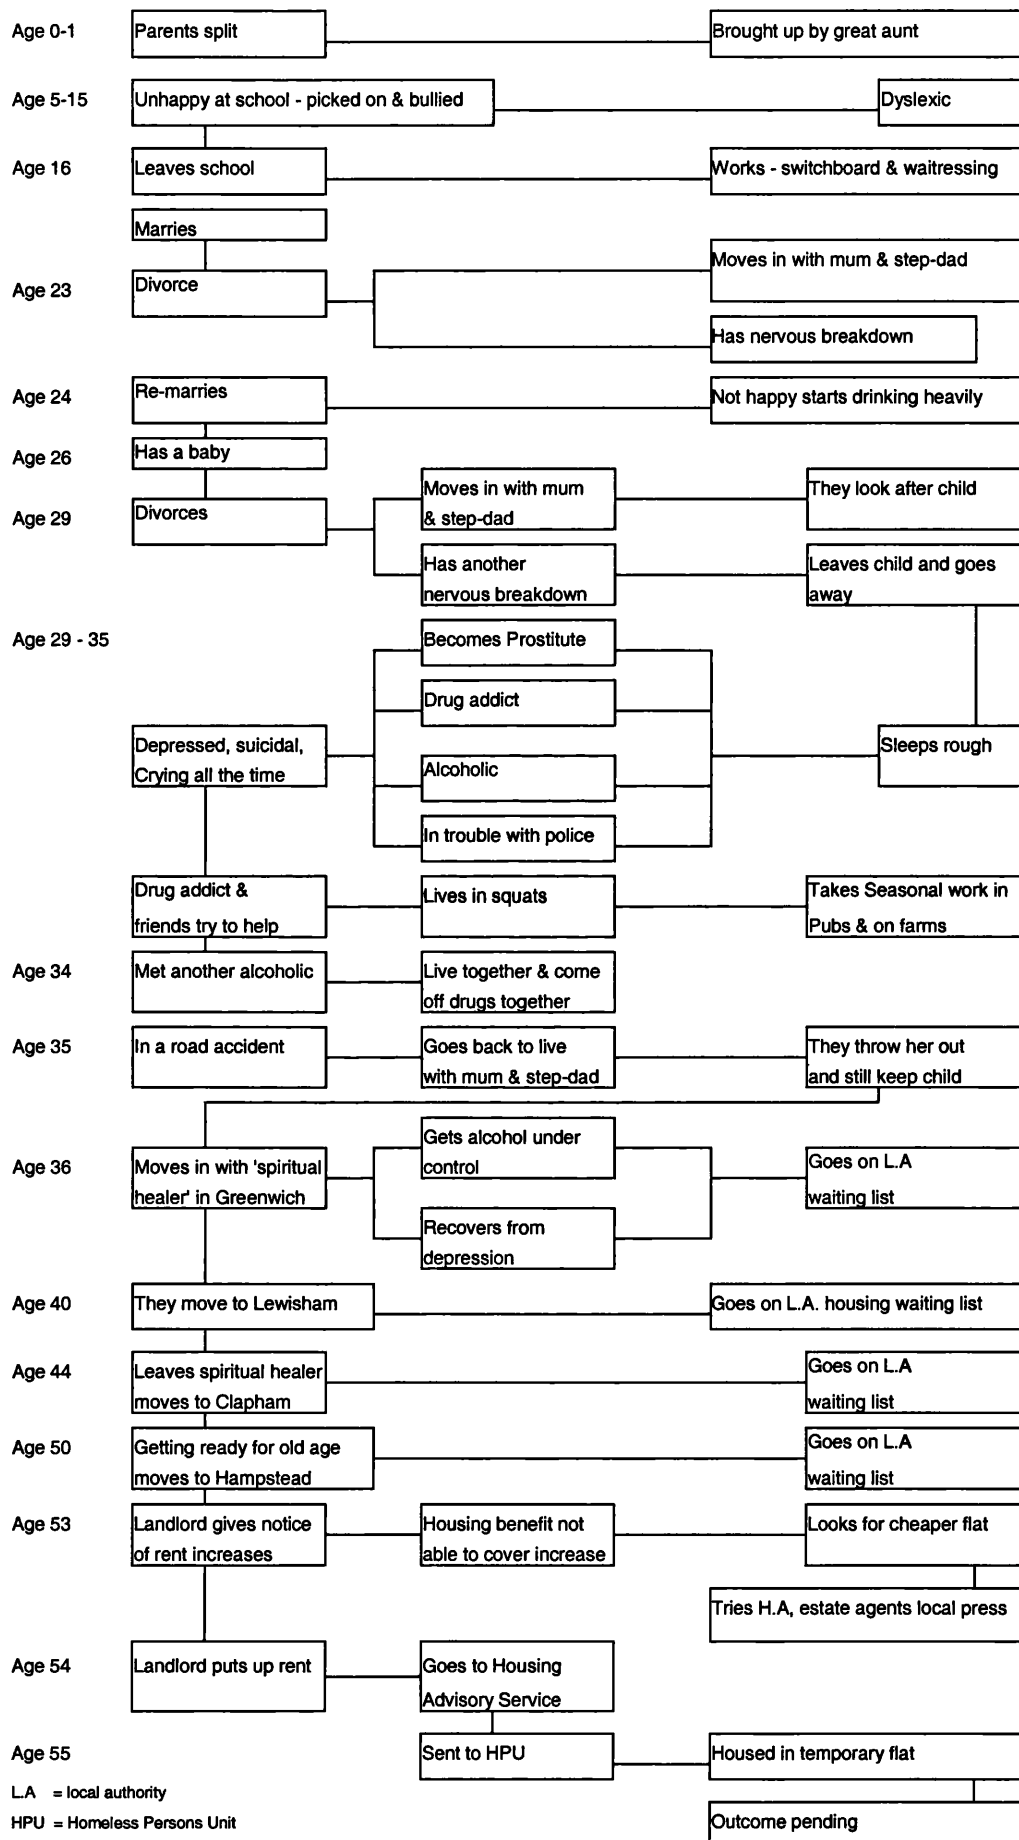 Age 0-1
Parents split
Brought up by great aunt
Age 5-15
Unhappy at school - picked on & bullied
Dyslexic
Age 16
Leaves school
Works - switchboard & waitressing
Marries
Age 23
Divorce
Moves in with mum & step-dad
Has nervous breakdown
Age 24
Re-marries
Not happy starts drinking heavily
Age 26
Has a baby
Age 29
Divorces
Moves in with mum
& step-dad
They look after child
Has another
nervous breakdown
Leaves child and goes
away
Age 29 - 35
Becomes Prostitute
Drug addict
Depressed, suicidal,
Crying all the time
Alcoholic
In trouble with police
Sleeps rough
Drug addict &
friends try to help
Lives in squats
Takes Seasonal work in
Pubs & on farms
Age 34
Met another alcoholic
Live together & come
off drugs together
Age 35
In a road accident
Goes back to live
with mum & step-dad
They throw her out
and still keep child
Age 36
Moves in with 'spiritual
healer' in Greenwich
Gets alcohol under
control
Recovers from
depression
Goes on L.A
waiting list
Age 40
They move to Lewisham
Goes on L.A. housing waiting list
Age 44
Leaves spiritual healer
moves to Clapham
Goes on L.A
waiting list
Age 50
Getting ready for old age
moves to Hampstead
Goes on L.A
waiting list
Age 53
Landlord gives notice
of rent increases
Housing benefit not
able to cover increase
Looks for cheaper flat
Tries H.A, estate agents local press
Age 54
Landlord puts up rent
Goes to Housing
Advisory Service
Age 55
Sent to HPU
Housed in temporary flat
L.A = local authority
HPU = Homeless Persons Unit
Outcome pending